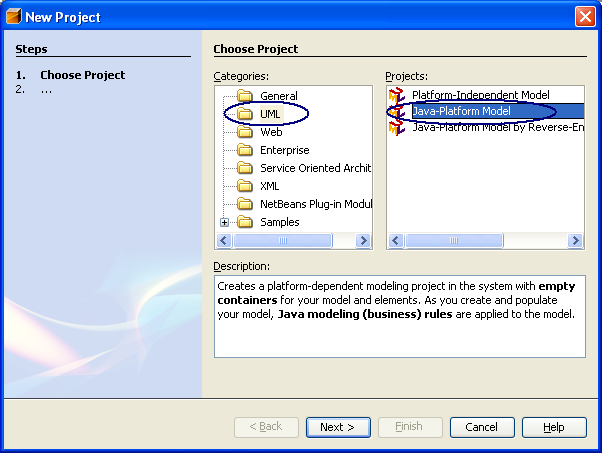 New Project
Steps
1. Choose Project
2. ...
Choose Project
Categories:
General
UML
Web
Enterprise
Service Oriented Archit
XML
NetBeans Plug-in Modul
Samples
Projects:
Platform-Independent Model
Java-Platform Model
Java-Platform Model by Reverse-En
Description:
Creates a platform-dependent modeling project in the system with empty
containers for your model and elements. As you create and populate
your model, Java modeling (business) rules are applied to the model.
< Back
Next >
Finish
Cancel
Help